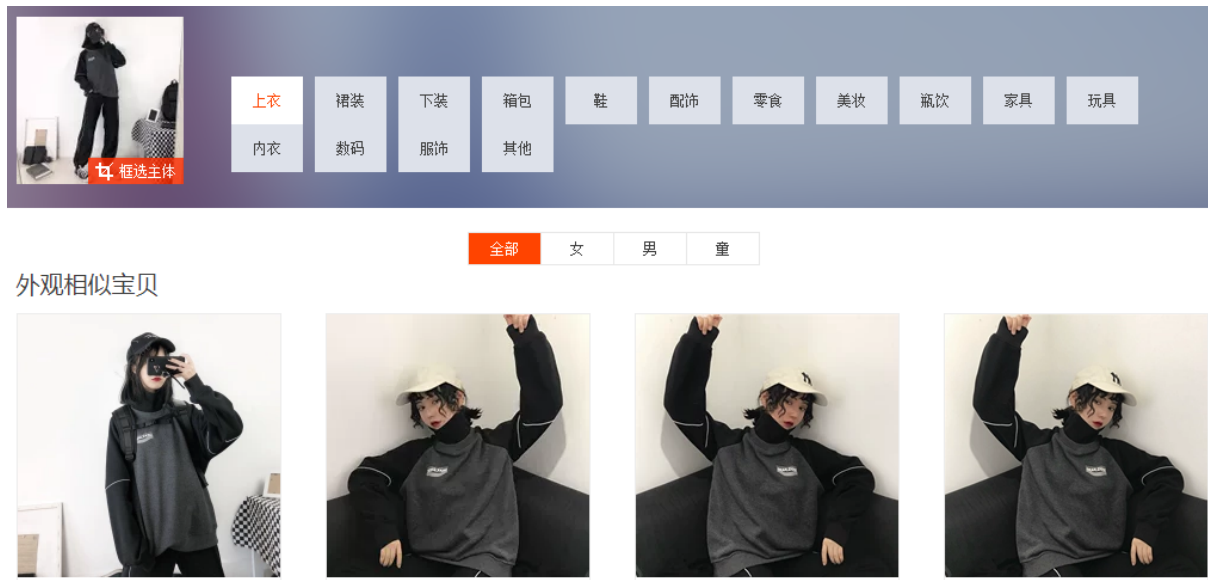 上衣 裙装 下装 箱包 鞋 配饰 零食 美妆 瓶饮 家具 玩具
内衣 数码 服饰 其他
框选主体
全部 女 男 童
外观相似宝贝